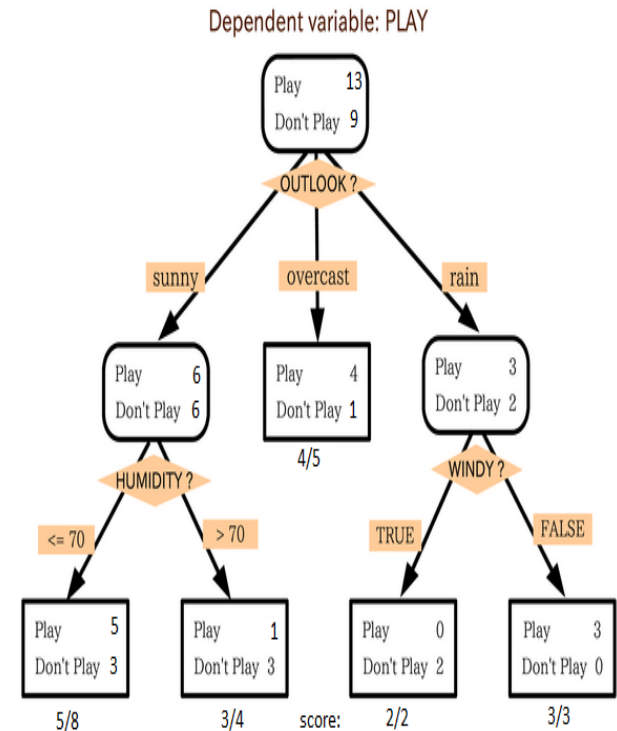 Dependent variable: PLAY
Play 13
Don't Play 9
OUTLOOK ?
sunny
overcast
rain
Play 6
Don't Play 6
Play 4
Don't Play 1
4/5
Play 3
Don't Play 2
HUMIDITY ?
WINDY ?
<= 70
> 70
TRUE
FALSE
Play 5
Don't Play 3
Play 1
Don't Play 3
Play 0
Don't Play 2
Play 3
Don't Play 0
5/8
3/4
score:
2/2
3/3